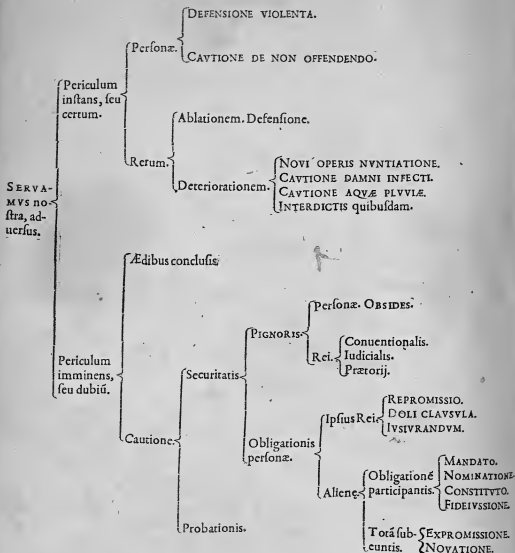 SERVA-
MVS no-
ſtra, ad-
uerſus.
Periculum
inſtans, ſeu
certum.
Perſonæ.
DEFENSIONE VIOLENTA.
CAVTIONE DE NON OFFENDENDO.
Rerum.
Ablationem. Defenſione.
Deteriorationem.
NOVI OPERIS NVNTIATIONE.
CAVTIONE DAMNI INFECTI.
CAVTIONE AQVÆ PLVVIÆ.
INTERDICTIS quibuſdam.
Periculum
imminens,
ſeu dubiũ.
Ædibus concluſis.
Cautione.
Securitatis.
PIGNORIS.
Perſonæ. OBSIDES.
Rei.
Conuentionalis.
Iudicialis.
Prætorij.
Obligationis
perſonæ.
Ipſius Rei
REPROMISSIO.
DOLI CLAVSVLA.
IVSIVRANDVM.
Alienę
Obligationẽ
participantis.
MANDATO.
NOMINATIONE.
CONSTITVTO.
FIDEIVSSIONE.
Totã ſub-
euntis.
EXPROMISSIONE.
NOVATIONE.
Probationis.